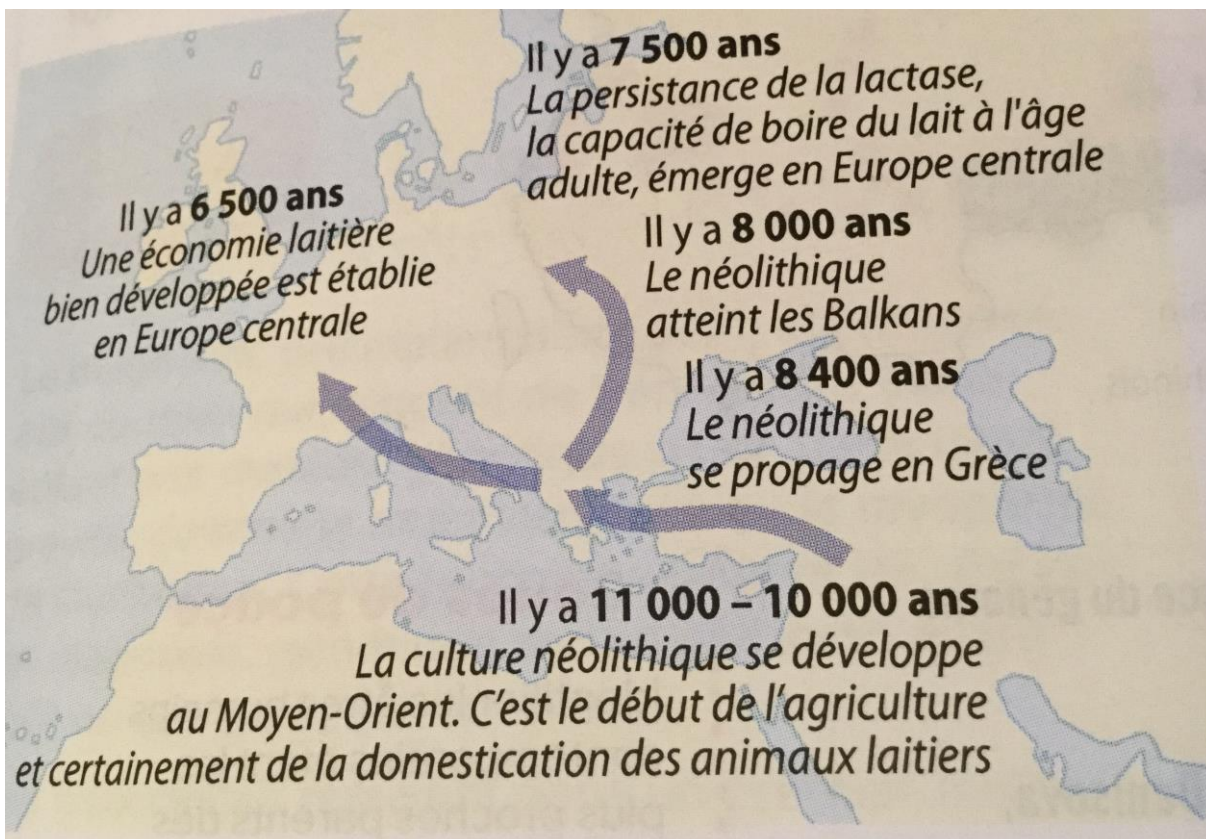 Il y a 7 500 ans
La persistance de la lactase,
la capacité de boire du lait à l'âge
adulte, émerge en Europe centrale
Il y a 6 500 ans
Une économie laitière
bien développée est établie
en Europe centrale
Il y a 8 000 ans
Le néolithique
atteint les Balkans
Il y a 8 400 ans
Le néolithique
se propage en Grèce
Il y a 11 000 – 10 000 ans
La culture néolithique se développe
au Moyen-Orient. C'est le début de l'agriculture
et certainement de la domestication des animaux laitiers